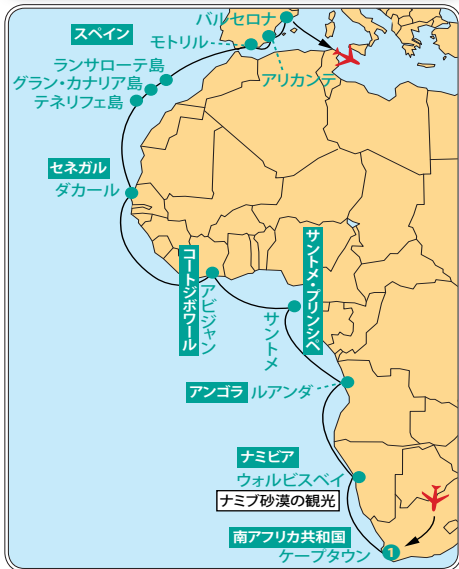 バルセロナ
スペイン
モトリル
アリカンテ
ランサローテ島
グラン・カナリア島
テネリフェ島
セネガル
ダカール
コートジボワール
アビジャン
サントメ・プリンシペ
サントメ
アンゴラ ルアンダ
ナミビア
ウォルビスベイ
ナミブ砂漠の観光
南アフリカ共和国
ケープタウン 1